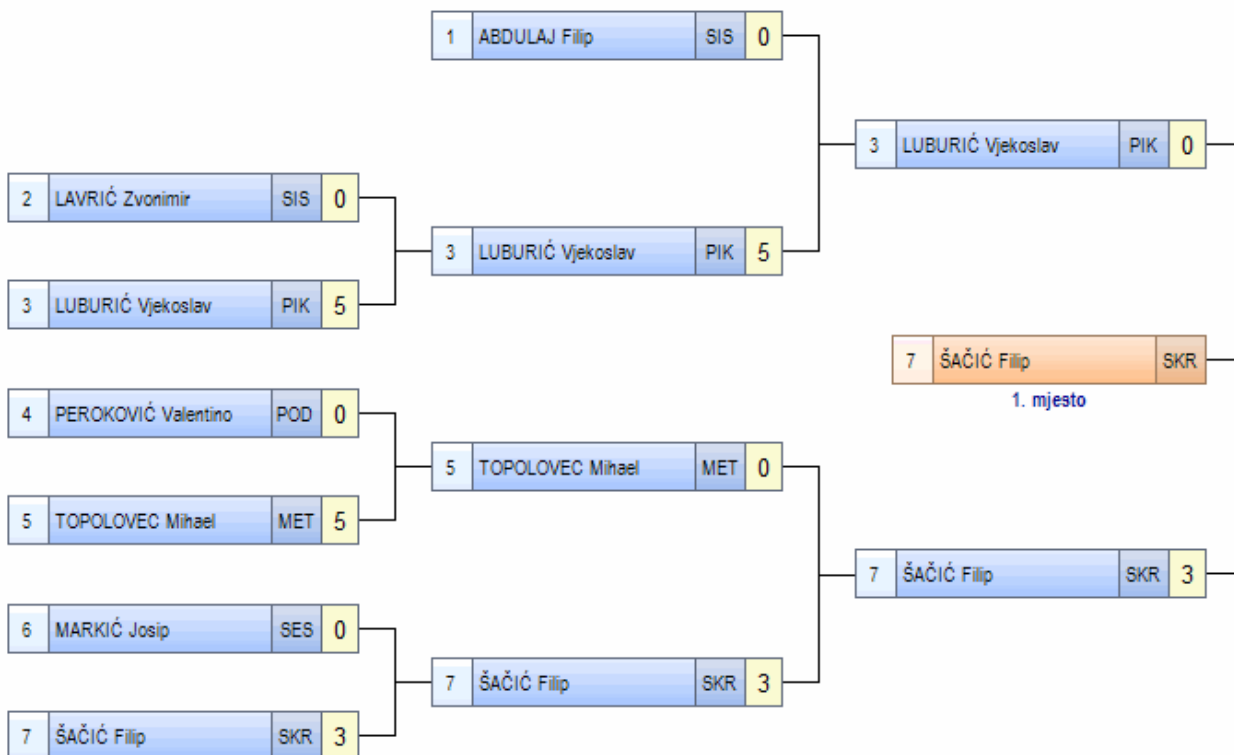 1 ABDULAJ Filip SIS 0
3 LUBURIĆ Vjekoslav PIK 0
2 LAVRIĆ Zvonimir SIS 0
3 LUBURIĆ Vjekoslav PIK 5
3 LUBURIĆ Vjekoslav PIK 5
7 ŠAČIĆ Filip SKR
1. mjesto
4 PEROKOVIĆ Valentino POD 0
5 TOPOLOVEC Mihael MET 0
5 TOPOLOVEC Mihael MET 5
7 ŠAČIĆ Filip SKR 3
6 MARKIĆ Josip SES 0
7 ŠAČIĆ Filip SKR 3
7 ŠAČIĆ Filip SKR 3